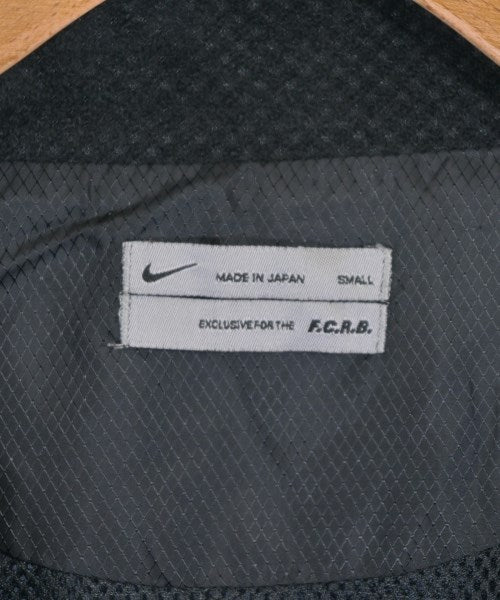 MADE IN JAPAN SMALL
EXCLUSIVE FOR THE F.C.R.B.